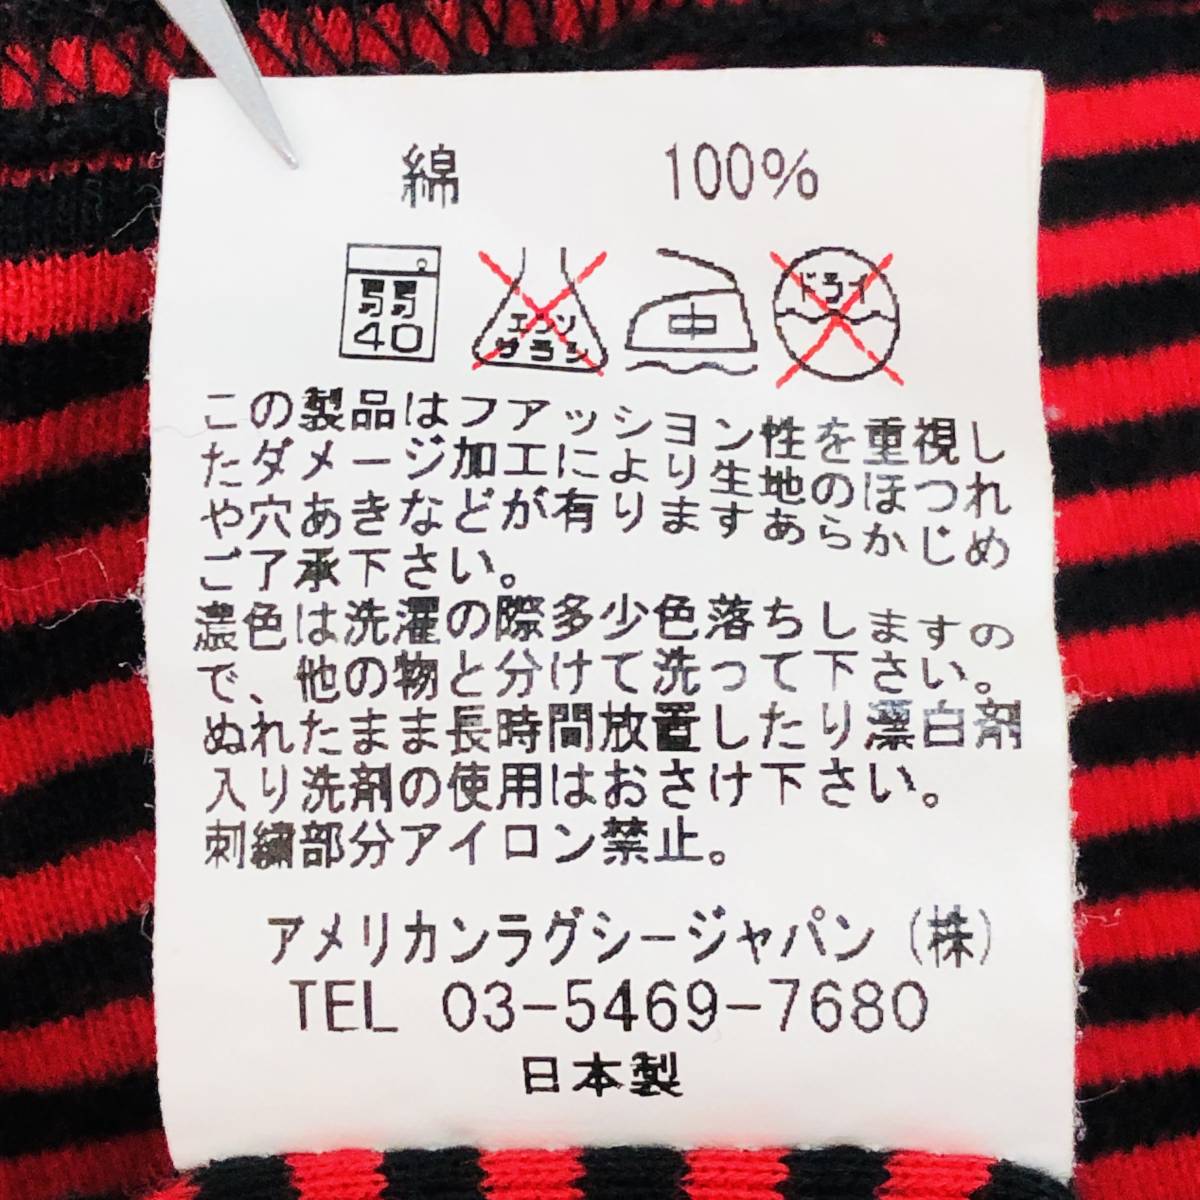 綿 100%
弱 40 エンソサラシ 中 ドライ
この製品はファッション性を重視し
たダメージ加工により生地のほつれ
や穴あきなどが有りますあらかじめ
ご了承下さい。
濃色は洗濯の際多少色落ちしますの
で、他の物と分けて洗って下さい。
ぬれたまま長時間放置したり漂白剤
入り洗剤の使用はおさけ下さい。
刺繍部分アイロン禁止。
アメリカンラグシージャパン(株)
TEL 03-5469-7680
日本製